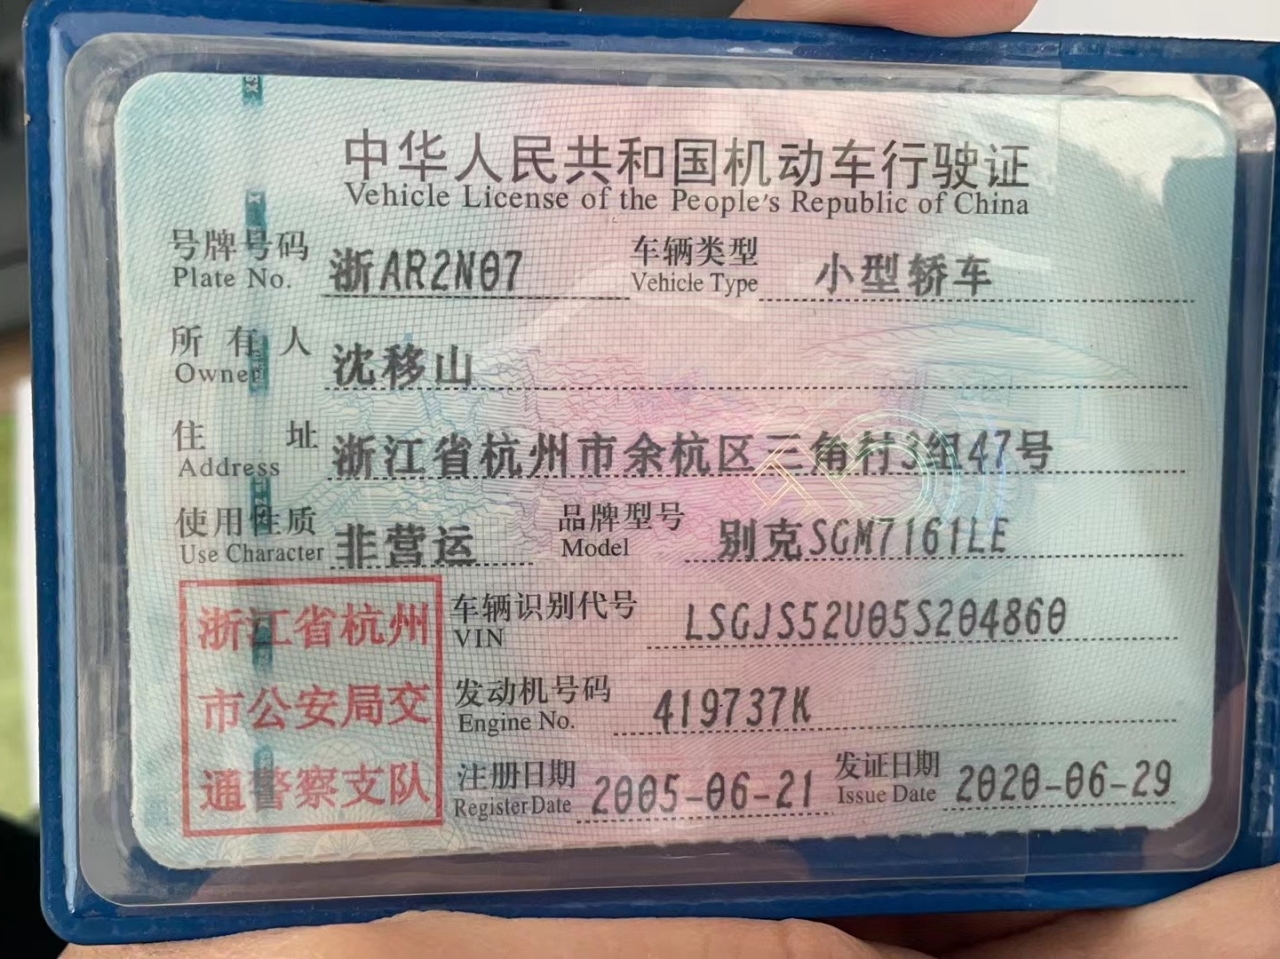 中华人民共和国机动车行驶证
Vehicle License of the People's Republic of China
号牌号码 浙AR2N07 车辆类型 小型轿车
Plate No. Vehicle Type
所有人 沈移山
Owner
住址 浙江省杭州市余杭区三角村3组47号
Address
使用性质 非营运 品牌型号 别克SGM7161LE
Use Character Model
浙江省杭州
市公安局交
通警察支队
车辆识别代号 LSGJS52U05S204860
VIN
发动机号码 419737K
Engine No.
注册日期 2005-06-21 发证日期 2020-06-29
Register Date Issue Date